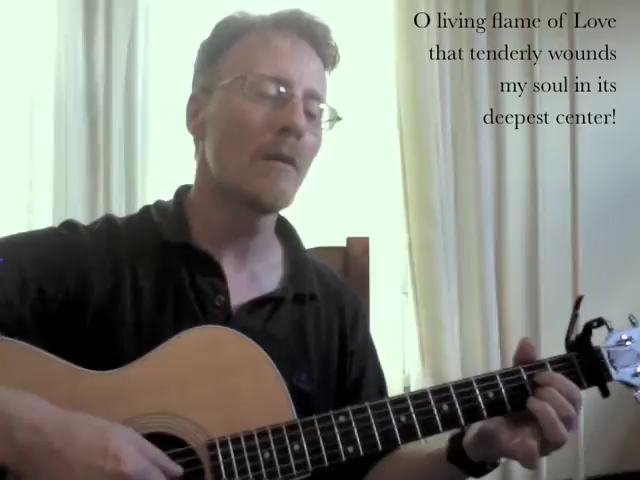 O living flame of Love
that tenderly wounds
my soul in its
deepest center!